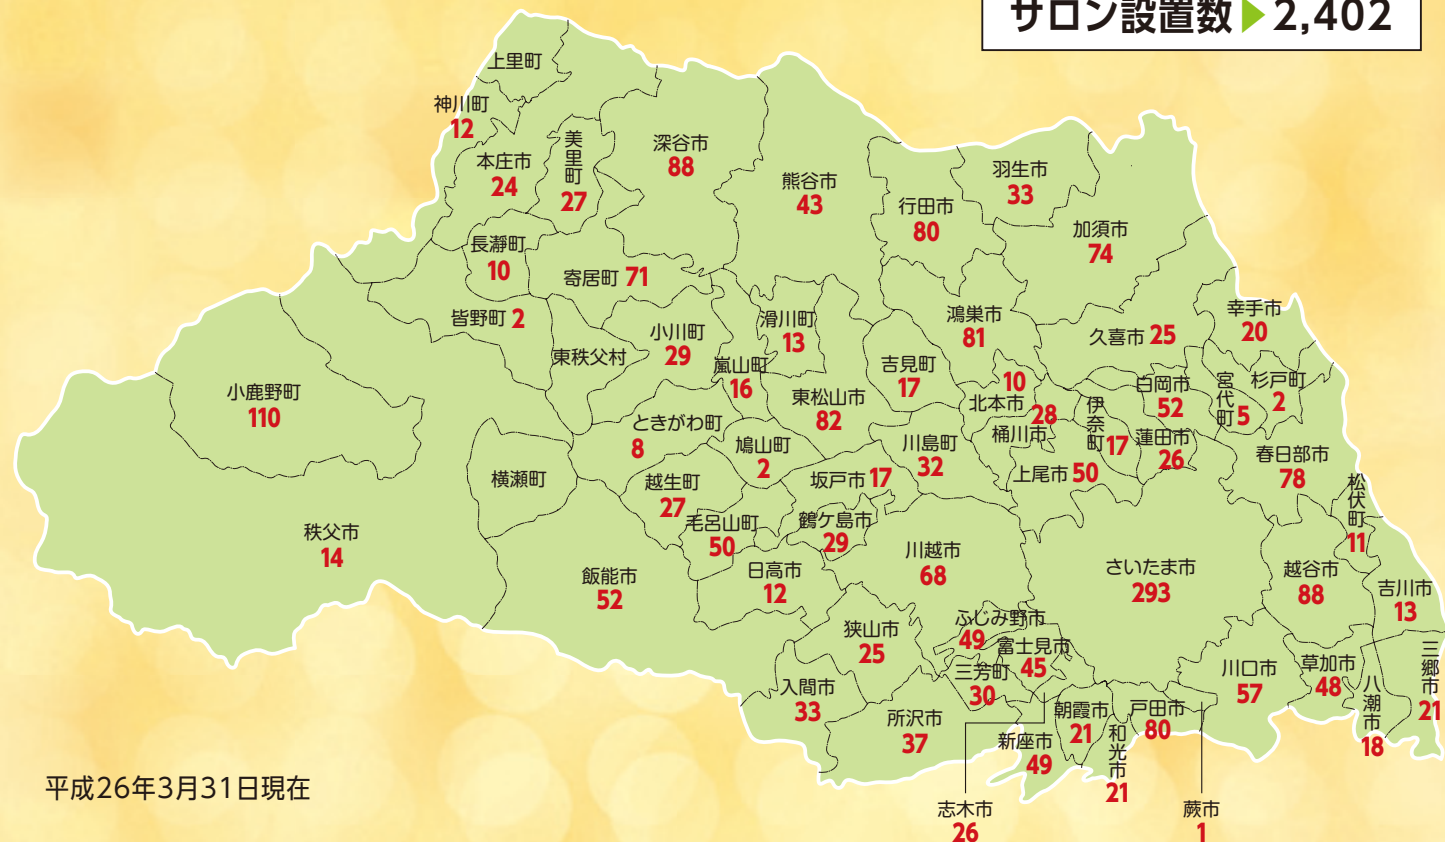 サロン設置数▶2,402
上里町
神川町
12
本庄市
24
美里町
27
深谷市
88
熊谷市
43
行田市
80
羽生市
33
加須市
74
長瀞町
10
寄居町 71
皆野町 2
東秩父村
小川町
29
嵐山町
16
滑川町
13
吉見町
17
鴻巣市
81
久喜市 25
幸手市
20
小鹿野町
110
ときがわ町
8
東松山市
82
10
北本市
28
桶川市
伊奈町
17
白岡市
52
宮代町
5
杉戸町
2
蓮田市
26
春日部市
78
横瀬町
鳩山町
2
川島町
32
上尾市 50
越生町
27
坂戸市 17
毛呂山町
50
鶴ケ島市
29
松伏町
11
秩父市
14
飯能市
52
日高市
12
川越市
68
さいたま市
293
越谷市
88
吉川市
13
狭山市
25
ふじみ野市
49
富士見市
45
三芳町
30
入間市
33
所沢市
37
新座市
49
朝霞市
21
和光市
21
戸田市
80
川口市
57
草加市
48
八潮市
18
三郷市
21
志木市
26
蕨市
1
平成26年3月31日現在